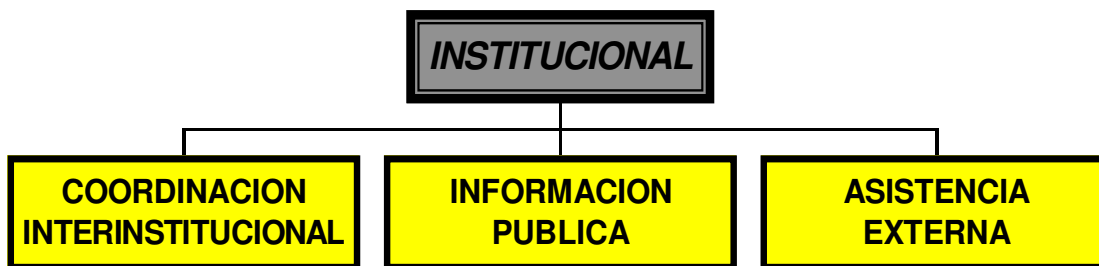 INSTITUCIONAL
COORDINACION
INTERINSTITUCIONAL
INFORMACION
PUBLICA
ASISTENCIA
EXTERNA